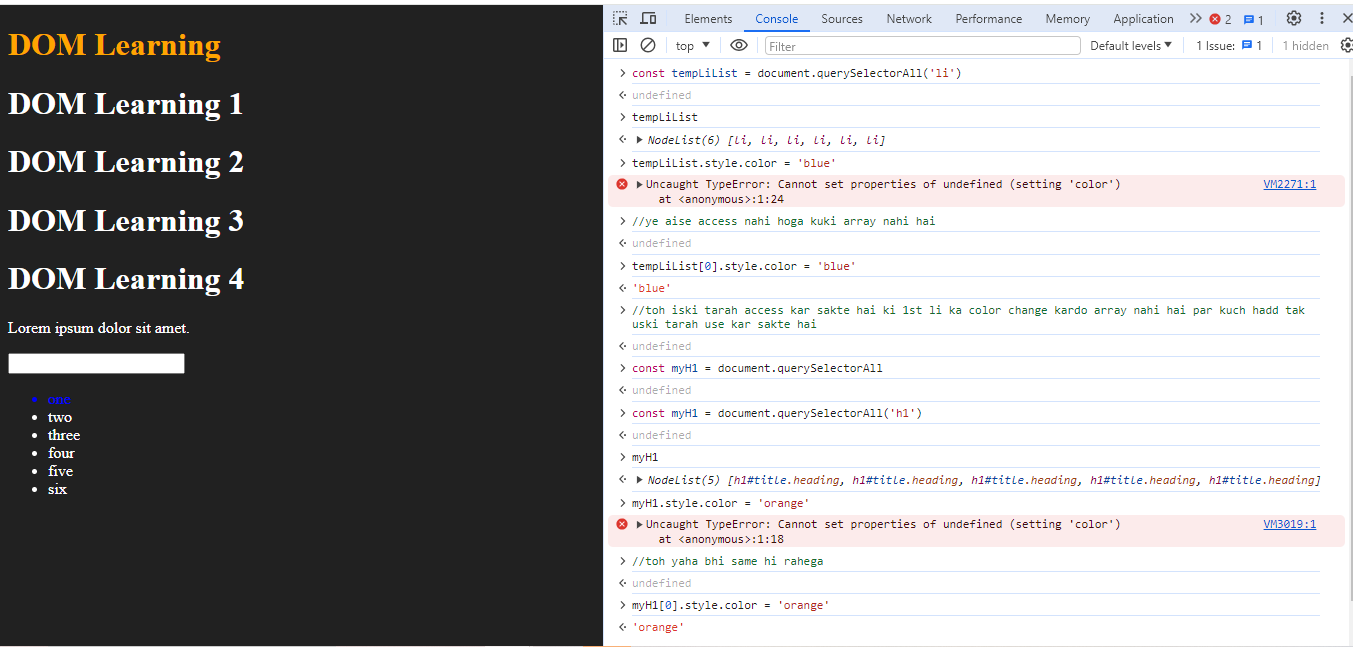 DOM Learning
DOM Learning 1
DOM Learning 2
DOM Learning 3
DOM Learning 4
Lorem ipsum dolor sit amet.
one
two
three
four
five
six
Elements Console Sources Network Performance Memory Application 2 1
top Filter Default levels 1 Issue: 1 1 hidden
const tempLiList = document.querySelectorAll('li')
undefined
tempLiList
NodeList(6) [li, li, li, li, li, li]
tempLiList.style.color = 'blue'
Uncaught TypeError: Cannot set properties of undefined (setting 'color') VM2271:1
at <anonymous>:1:24
//ye aise access nahi hoga kuki array nahi hai
undefined
tempLiList[0].style.color = 'blue'
'blue'
//toh iski tarah access kar sakte hai ki 1st li ka color change kardo array nahi hai par kuch hadd tak
uski tarah use kar sakte hai
undefined
const myH1 = document.querySelectorAll
undefined
const myH1 = document.querySelectorAll('h1')
undefined
myH1
NodeList(5) [h1#title.heading, h1#title.heading, h1#title.heading, h1#title.heading, h1#title.heading]
myH1.style.color = 'orange'
Uncaught TypeError: Cannot set properties of undefined (setting 'color') VM3019:1
at <anonymous>:1:18
//toh yaha bhi same hi rahega
undefined
myH1[0].style.color = 'orange'
'orange'